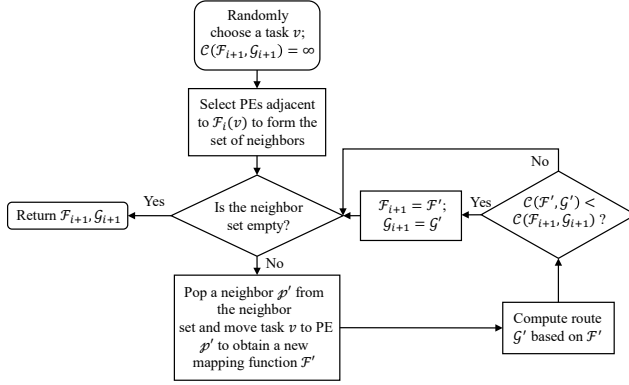 Randomly
choose a task 𝑣;
𝒞(ℱᵢ₊₁, 𝒢ᵢ₊₁) = ∞
Select PEs adjacent
to ℱᵢ(𝑣) to form the
set of neighbors
Is the neighbor
set empty?
Yes
Return ℱᵢ₊₁, 𝒢ᵢ₊₁
No
Pop a neighbor 𝓅′ from
the neighbor
set and move task 𝑣 to PE
𝓅′ to obtain a new
mapping function ℱ′
Compute route
𝒢′ based on ℱ′
𝒞(ℱ′, 𝒢′) <
𝒞(ℱᵢ₊₁, 𝒢ᵢ₊₁) ?
No
Yes
ℱᵢ₊₁ = ℱ′;
𝒢ᵢ₊₁ = 𝒢′